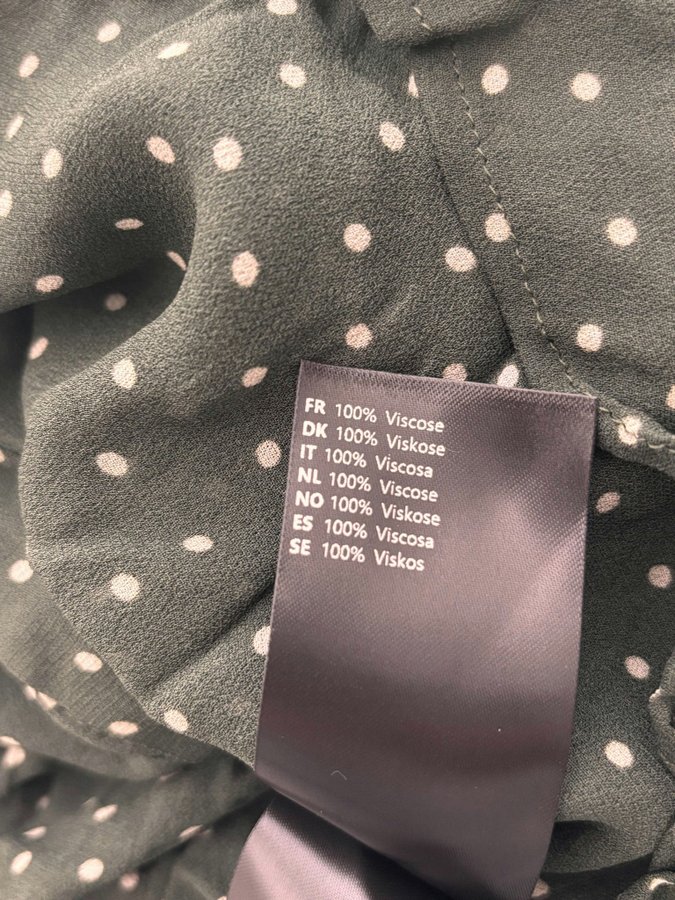 FR 100% Viscose
DK 100% Viskose
IT 100% Viscosa
NL 100% Viscose
NO 100% Viskose
ES 100% Viscosa
SE 100% Viskos